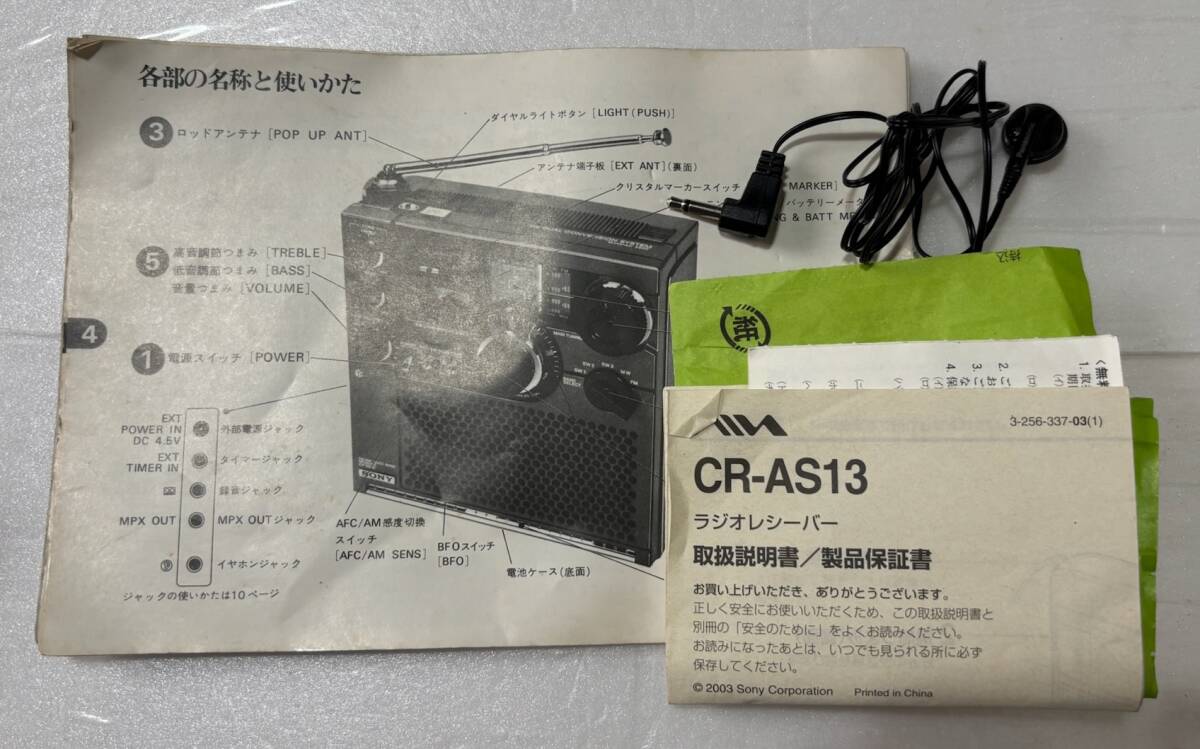 各部の名称と使いかた
3 ロッドアンテナ [POP UP ANT]
ダイヤルライトボタン [LIGHT (PUSH)]
アンテナ端子板 [EXT ANT] (裏面)
クリスタルマーカースイッチ
MARKER]
バッテリーメータ
& BATT
5 高音調節つまみ [TREBLE]
低音調節つまみ [BASS]
音量つまみ [VOLUME]
4
1 電源スイッチ [POWER]
EXT
POWER IN
DC 4.5V
外部電源ジャック
EXT
TIMER IN
タイマージャック
録音ジャック
MPX OUT
MPX OUTジャック
イヤホンジャック
ジャックの使いかたは10ページ
SONY
AFC/AM感度切換
スイッチ
[AFC/AM SENS]
BFOスイッチ
[BFO]
電池ケース(底面)
紙
持込
3-256-337-03(1)
CR-AS13
ラジオレシーバー
取扱説明書/製品保証書
お買い上げいただき、ありがとうございます。
正しく安全にお使いいただくため、この取扱説明書と
別冊の「安全のために」をよくお読みください。
お読みになったあとは、いつでも見られる所に必ず
保存してください。
© 2003 Sony Corporation Printed in China